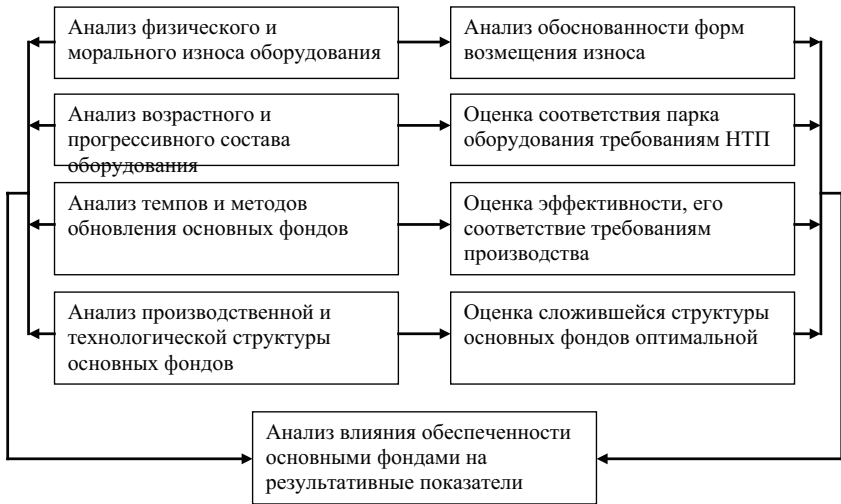 Анализ физического и
морального износа оборудования
Анализ обоснованности форм
возмещения износа
Анализ возрастного и
прогрессивного состава
оборудования
Оценка соответствия парка
оборудования требованиям НТП
Анализ темпов и методов
обновления основных фондов
Оценка эффективности, его
соответствие требованиям
производства
Анализ производственной и
технологической структуры
основных фондов
Оценка сложившейся структуры
основных фондов оптимальной
Анализ влияния обеспеченности
основными фондами на
результативные показатели